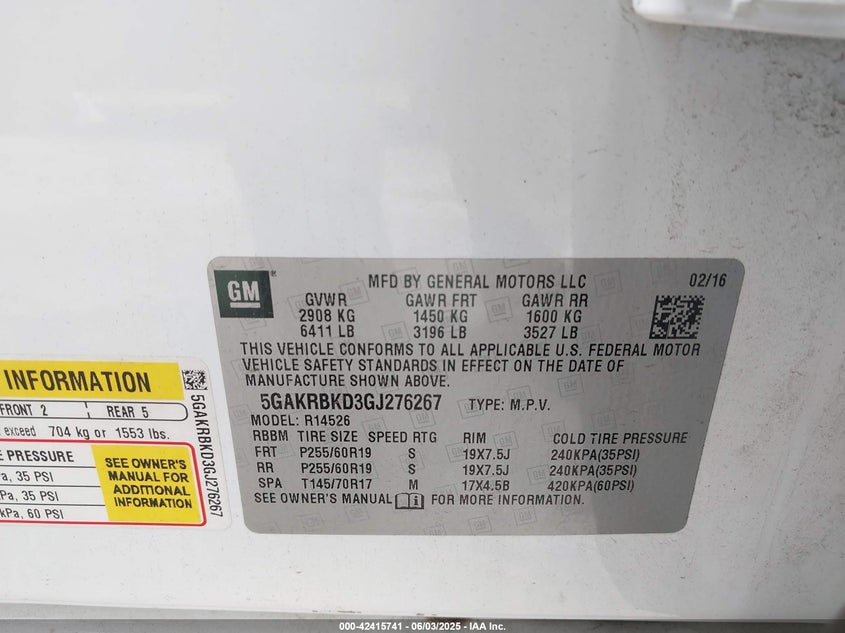 GM
MFD BY GENERAL MOTORS LLC 02/16
GVWR GAWR FRT GAWR RR
2908 KG 1450 KG 1600 KG
6411 LB 3196 LB 3527 LB
THIS VEHICLE CONFORMS TO ALL APPLICABLE U.S. FEDERAL MOTOR
VEHICLE SAFETY STANDARDS IN EFFECT ON THE DATE OF
MANUFACTURE SHOWN ABOVE.
5GAKRBKD3GJ276267 TYPE: M.P.V.
MODEL: R14526
RBBM TIRE SIZE SPEED RTG RIM COLD TIRE PRESSURE
FRT P255/60R19 S 19X7.5J 240KPA(35PSI)
RR P255/60R19 S 19X7.5J 240KPA(35PSI)
SPA T145/70R17 M 17X4.5B 420KPA(60PSI)
SEE OWNER'S MANUAL FOR MORE INFORMATION.
INFORMATION
FRONT 2 REAR 5
exceed 704 kg or 1553 lbs.
PRESSURE
a, 35 PSI
Pa, 35 PSI
kPa, 60 PSI
SEE OWNER'S
MANUAL FOR
ADDITIONAL
INFORMATION
5GAKRBKD3GJ276267
000-42415741 - 06/03/2025 - IAA Inc.